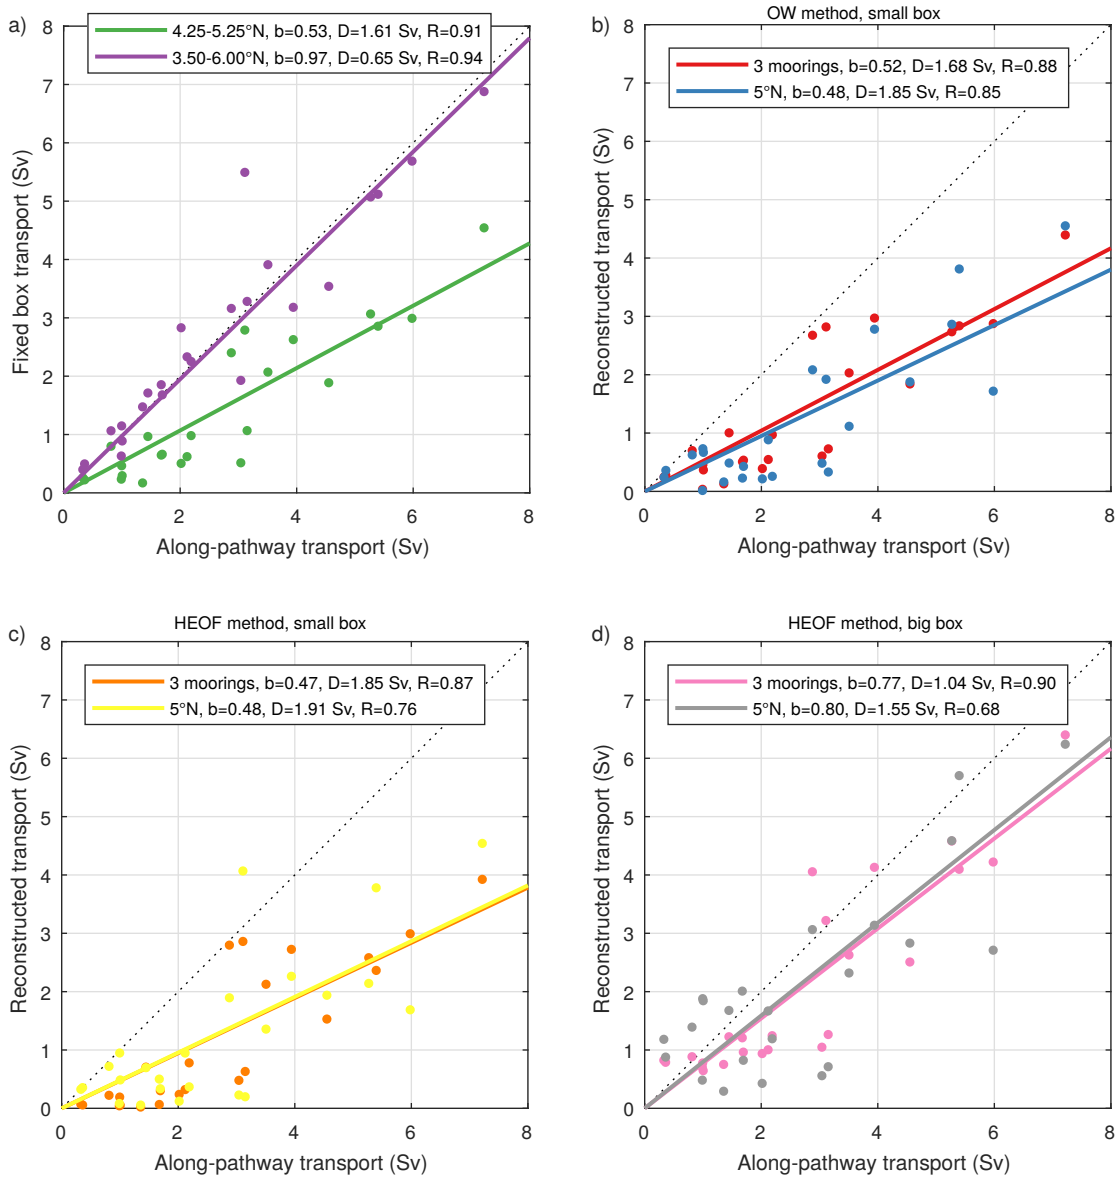 a)
4.25-5.25°N, b=0.53, D=1.61 Sv, R=0.91
3.50-6.00°N, b=0.97, D=0.65 Sv, R=0.94
Fixed box transport (Sv)
8
7
6
5
4
3
2
1
0
0 2 4 6 8
Along-pathway transport (Sv)
b)
OW method, small box
3 moorings, b=0.52, D=1.68 Sv, R=0.88
5°N, b=0.48, D=1.85 Sv, R=0.85
Reconstructed transport (Sv)
8
7
6
5
4
3
2
1
0
0 2 4 6 8
Along-pathway transport (Sv)
c)
HEOF method, small box
3 moorings, b=0.47, D=1.85 Sv, R=0.87
5°N, b=0.48, D=1.91 Sv, R=0.76
Reconstructed transport (Sv)
8
7
6
5
4
3
2
1
0
0 2 4 6 8
Along-pathway transport (Sv)
d)
HEOF method, big box
3 moorings, b=0.77, D=1.04 Sv, R=0.90
5°N, b=0.80, D=1.55 Sv, R=0.68
Reconstructed transport (Sv)
8
7
6
5
4
3
2
1
0
0 2 4 6 8
Along-pathway transport (Sv)